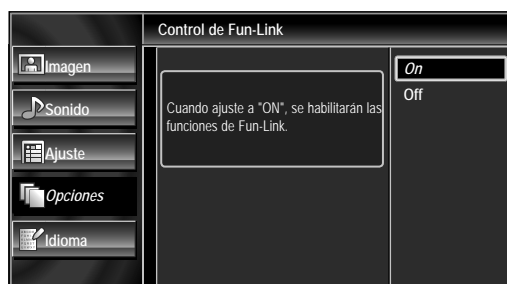 Control de Fun-Link
Imagen
Sonido
Ajuste
Opciones
Idioma
Cuando ajuste a "ON", se habilitarán las
funciones de Fun-Link.
On
Off